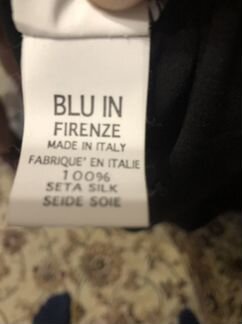 BLU IN
FIRENZE
MADE IN ITALY
FABRIQUE' EN ITALIE
100%
SETA SILK
SEIDE SOIE